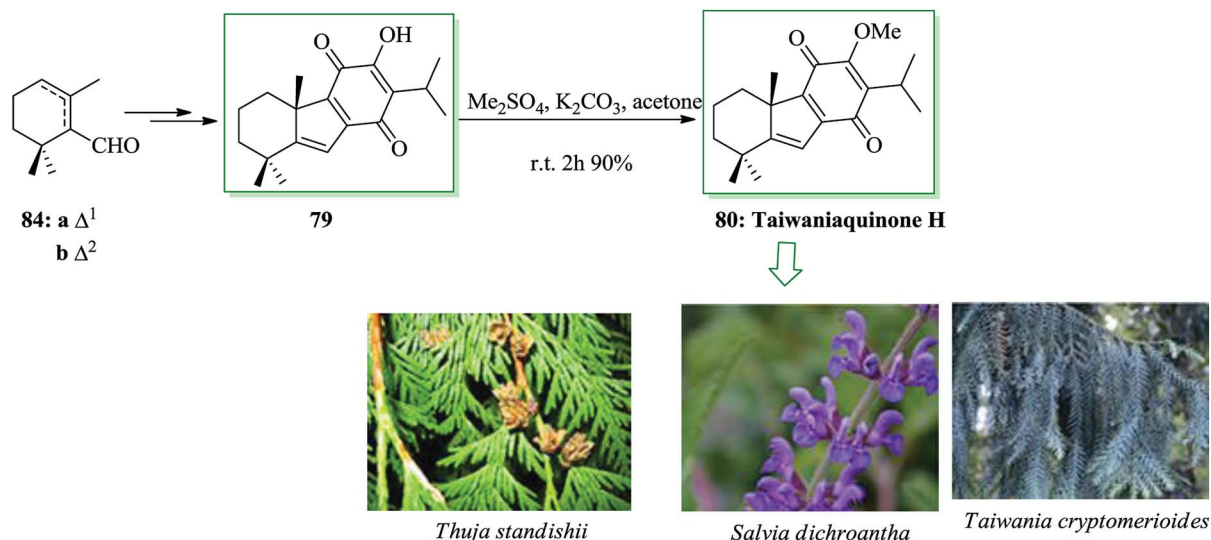 O
OH
O
CHO
Me₂SO₄, K₂CO₃, acetone
r.t. 2h 90%
O
OMe
O
84: a Δ¹
b Δ²
79
80: Taiwaniaquinone H
Thuja standishii
Salvia dichroantha
Taiwania cryptomerioides